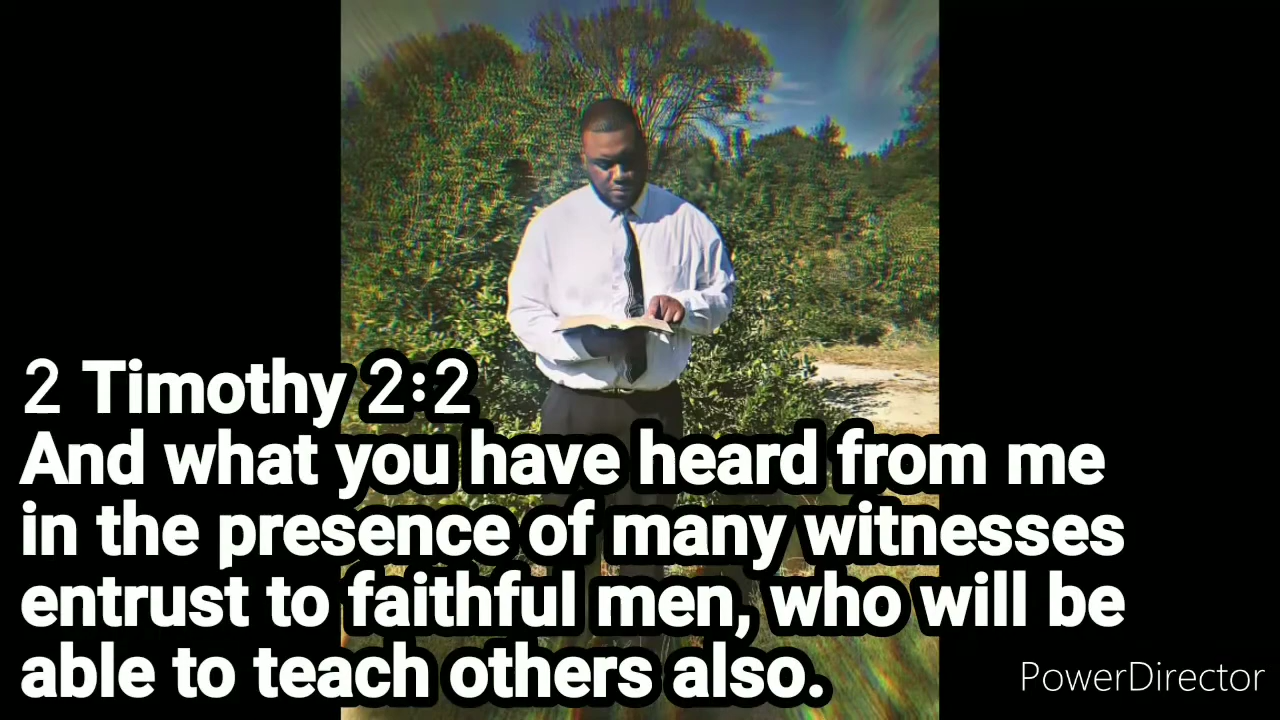 2 Timothy 2:2
And what you have heard from me
in the presence of many witnesses
entrust to faithful men, who will be
able to teach others also.
PowerDirector